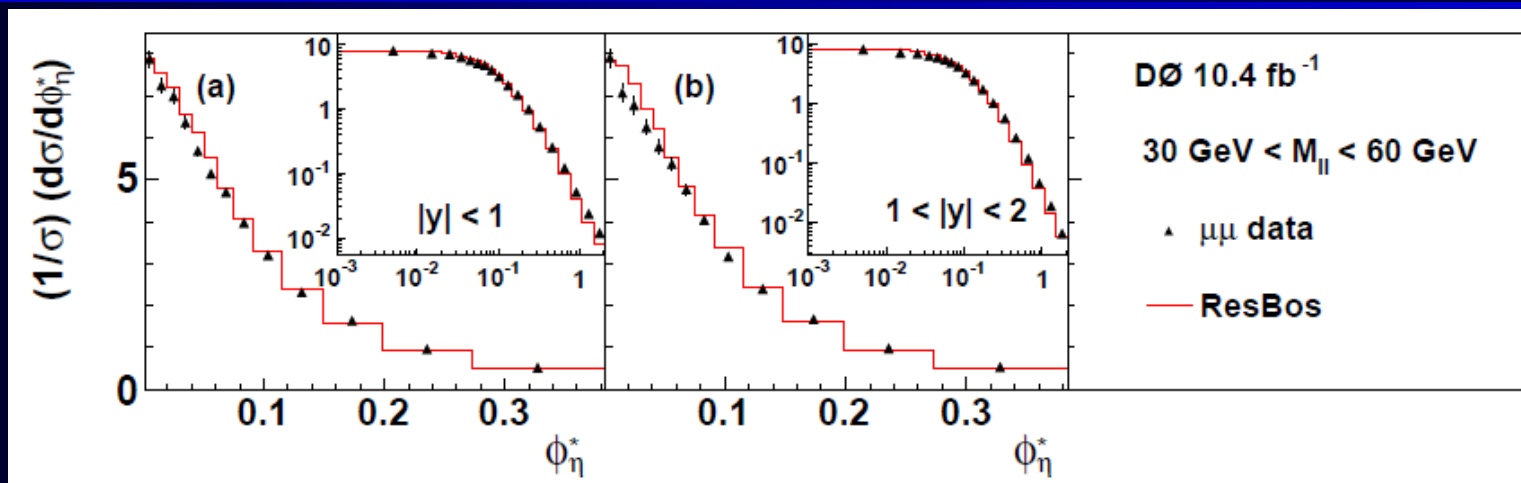 (1/σ) (dσ/dϕ*η)
(a)
10
1
10⁻¹
10⁻²
|y| < 1
10⁻³ 10⁻² 10⁻¹ 1
5
0
0.1 0.2 0.3
ϕ*η
(b)
10
1
10⁻¹
10⁻²
1 < |y| < 2
10⁻³ 10⁻² 10⁻¹ 1
0.1 0.2 0.3
ϕ*η
DØ 10.4 fb⁻¹
30 GeV < Mll < 60 GeV
μμ data
ResBos